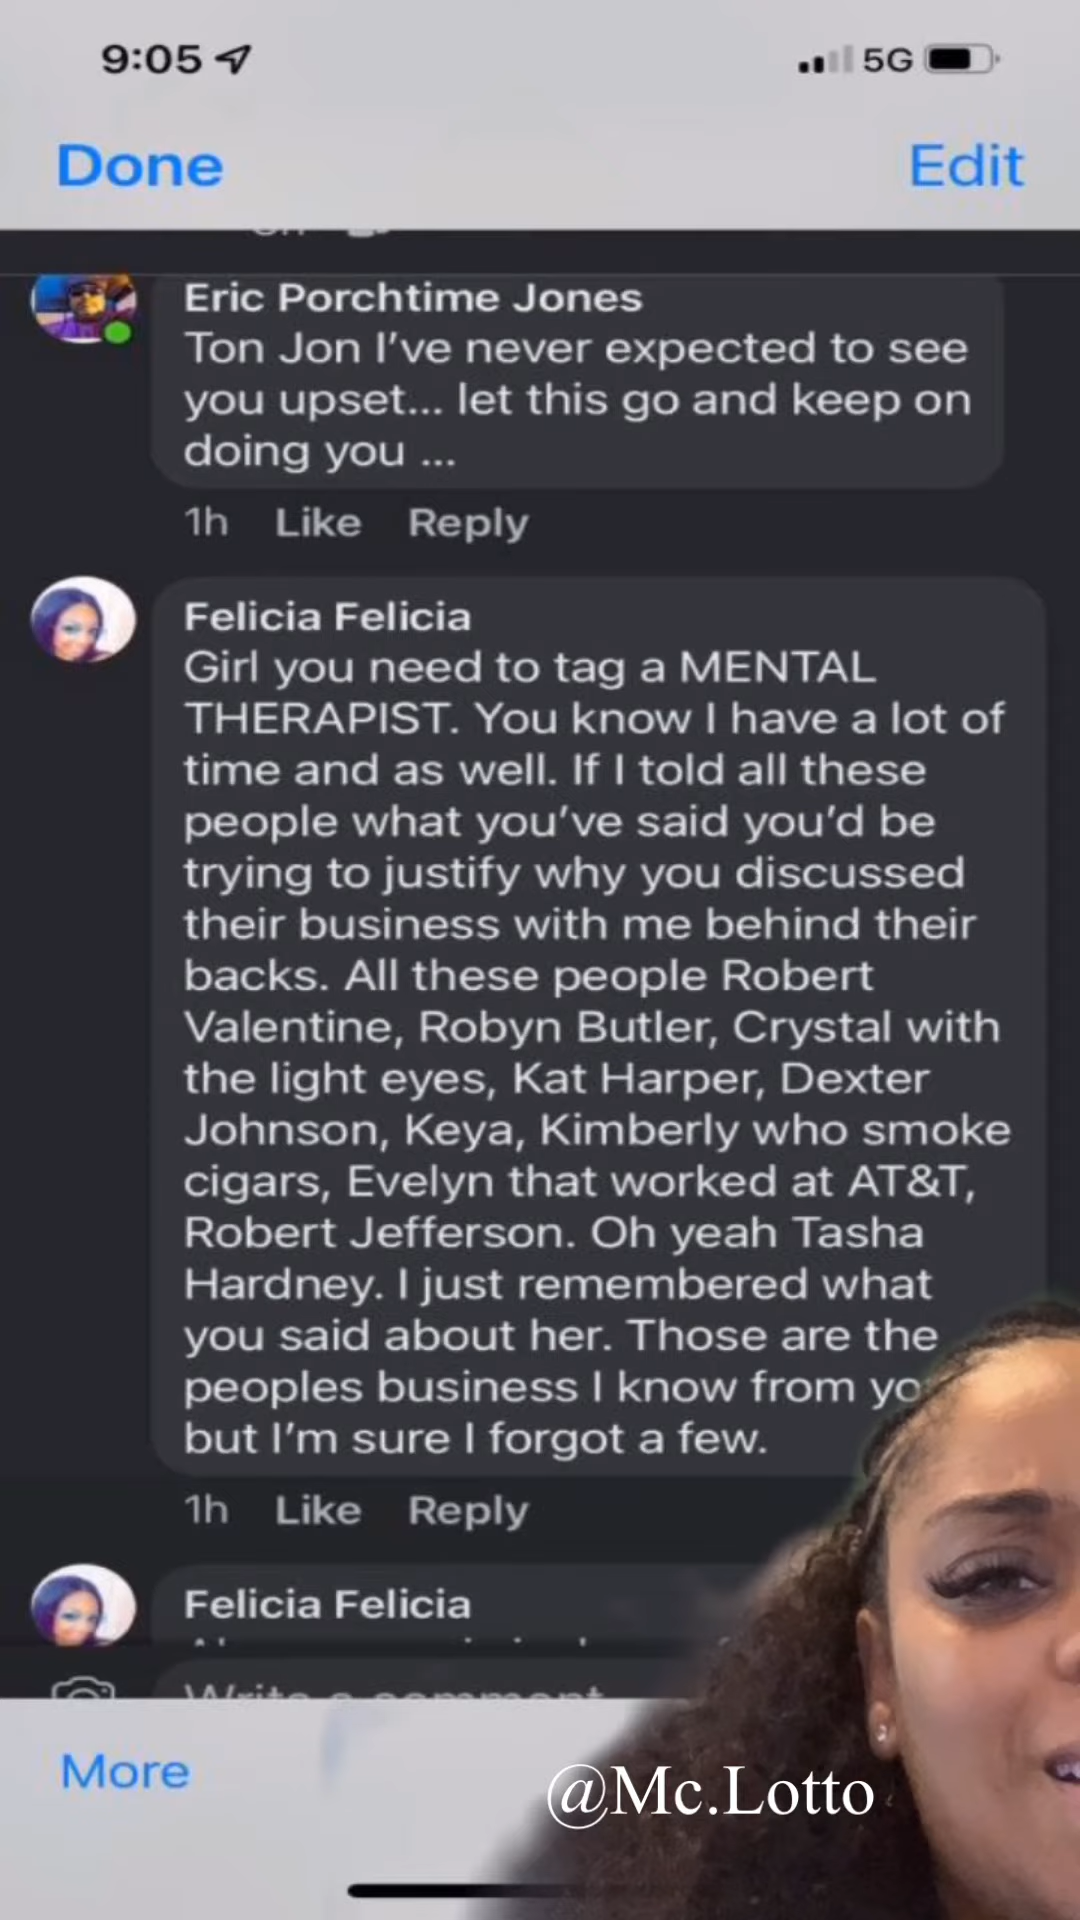 9:05
5G
Done
Edit
Eric Porchtime Jones
Ton Jon I've never expected to see
you upset... let this go and keep on
doing you ...
1h Like Reply
Felicia Felicia
Girl you need to tag a MENTAL
THERAPIST. You know I have a lot of
time and as well. If I told all these
people what you've said you'd be
trying to justify why you discussed
their business with me behind their
backs. All these people Robert
Valentine, Robyn Butler, Crystal with
the light eyes, Kat Harper, Dexter
Johnson, Keya, Kimberly who smoke
cigars, Evelyn that worked at AT&T,
Robert Jefferson. Oh yeah Tasha
Hardney. I just remembered what
you said about her. Those are the
peoples business I know from yo
but I'm sure I forgot a few.
1h Like Reply
Felicia Felicia
Write a comment
More
@Mc.Lotto